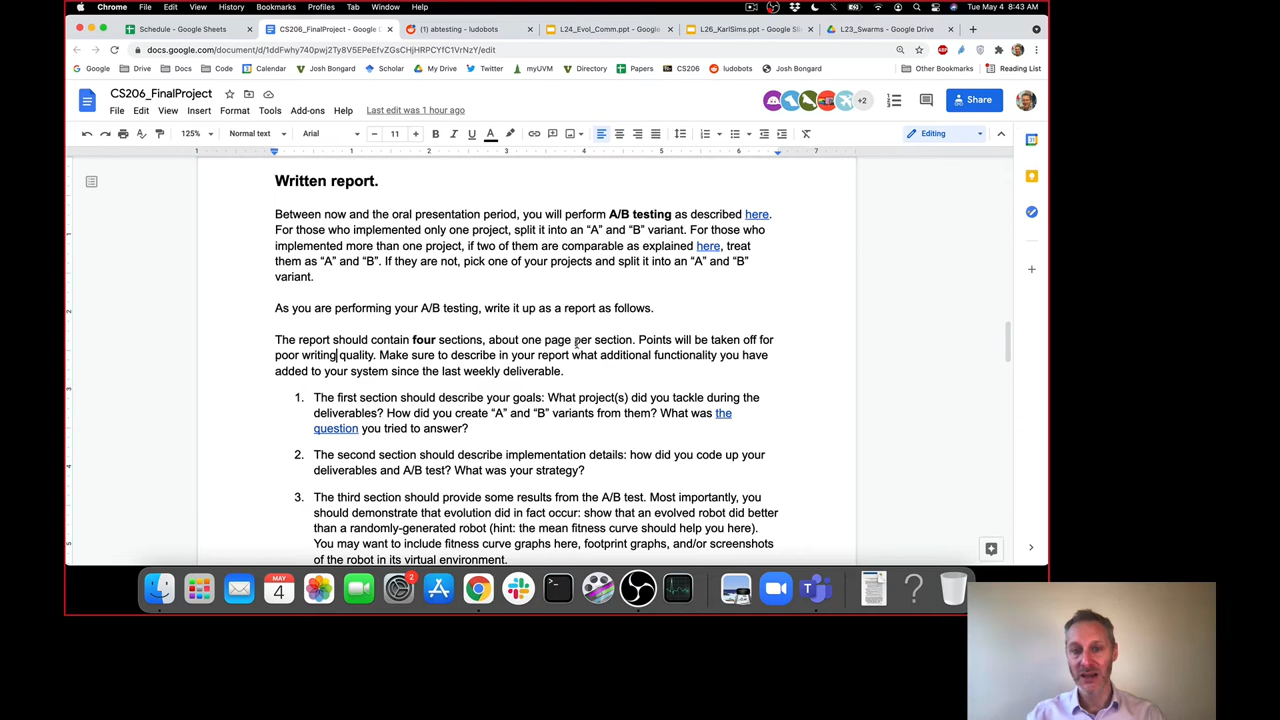 Chrome File Edit View History Bookmarks Profiles Tab Window Help Tue May 4 8:43 AM
Schedule - Google Sheets CS206_FinalProject - Google D (1) abtesting - ludobots L24_Evol_Comm.ppt - Google L26_KarlSims.ppt - Google Sli L23_Swarms - Google Drive
docs.google.com/document/d/1ddFwhy740pwj2Ty8V5EPeEfvZGsCHjHRPCYfC1VrNzY/edit
Google Drive Docs Calendar Josh Bongard Scholar My Drive Twitter myUVM Directory Papers CS206 ludobots Josh Bongard Other Bookmarks Reading List
CS206_FinalProject
File Edit View Insert Format Tools Add-ons Help Last edit was 1 hour ago +2 Share
125% Normal text Arial 11 B I U A Editing
1 1 2 3 4 5 6 7
Written report.
Between now and the oral presentation period, you will perform A/B testing as described here.
For those who implemented only one project, split it into an “A” and “B” variant. For those who
implemented more than one project, if two of them are comparable as explained here, treat
them as “A” and “B”. If they are not, pick one of your projects and split it into an “A” and “B”
variant.
As you are performing your A/B testing, write it up as a report as follows.
The report should contain four sections, about one page per section. Points will be taken off for
poor writing quality. Make sure to describe in your report what additional functionality you have
added to your system since the last weekly deliverable.
1. The first section should describe your goals: What project(s) did you tackle during the
deliverables? How did you create “A” and “B” variants from them? What was the
question you tried to answer?
2. The second section should describe implementation details: how did you code up your
deliverables and A/B test? What was your strategy?
3. The third section should provide some results from the A/B test. Most importantly, you
should demonstrate that evolution did in fact occur: show that an evolved robot did better
than a randomly-generated robot (hint: the mean fitness curve should help you here).
You may want to include fitness curve graphs here, footprint graphs, and/or screenshots
of the robot in its virtual environment.
MAY
4
2